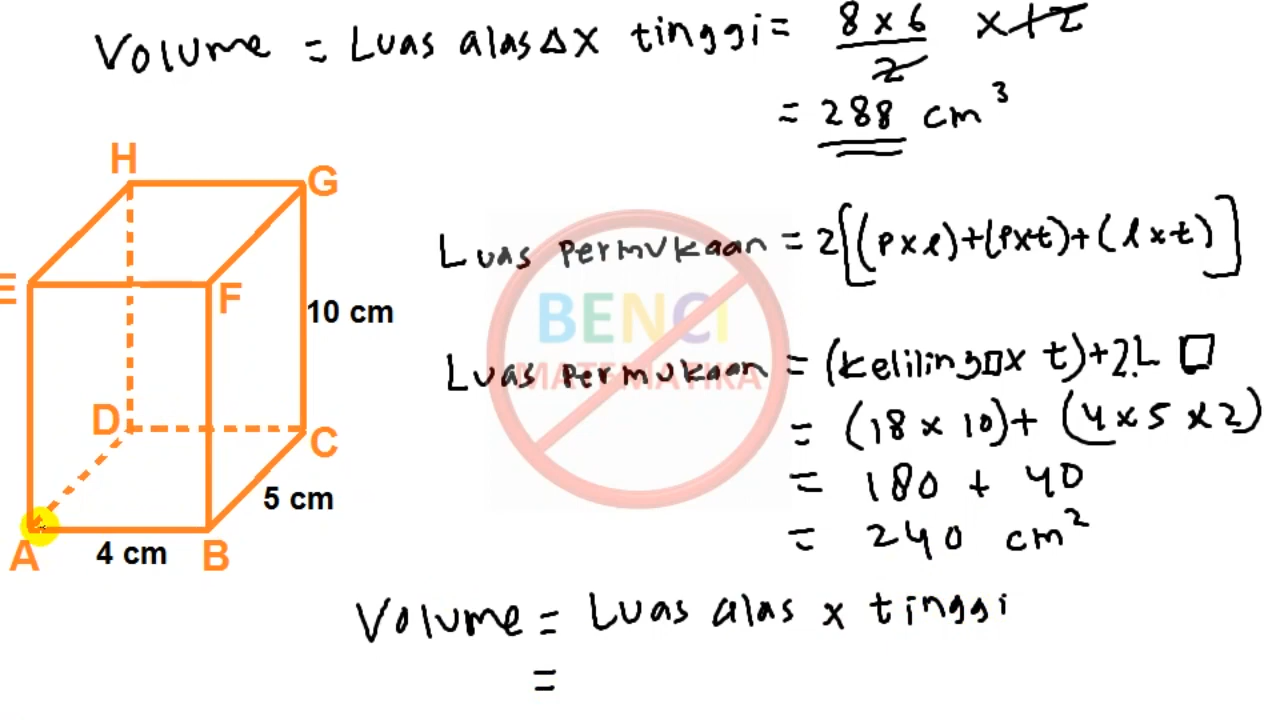 Volume = Luas alas Δ x tinggi = 8 x 6 / 2 x 12
= 288 cm³
H
G
Luas Permukaan = 2[(p x l) + (p x t) + (l x t)]
E
F
10 cm
BENCI
MATEMATIKA
Luas Permukaan = (Keliling □ x t) + 2.L □
D
C
= (18 x 10) + (4 x 5 x 2)
= 180 + 40
5 cm
= 240 cm²
A
4 cm
B
Volume = Luas alas x tinggi
=